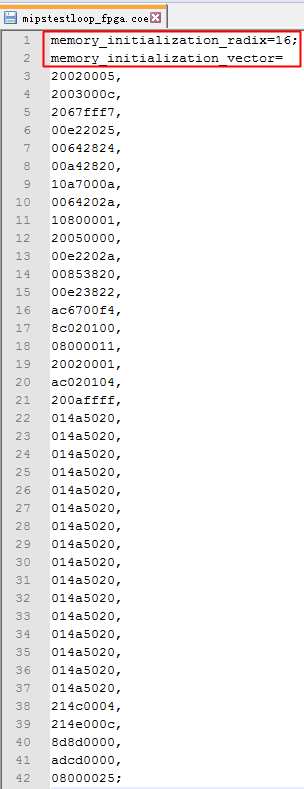 mipstestloop_fpga.coe
1 memory_initialization_radix=16;
2 memory_initialization_vector=
3 20020005,
4 2003000c,
5 2067fff7,
6 00e22025,
7 00642824,
8 00a42820,
9 10a7000a,
10 0064202a,
11 10800001,
12 20050000,
13 00e2202a,
14 00853820,
15 00e23822,
16 ac6700f4,
17 8c020100,
18 08000011,
19 20020001,
20 ac020104,
21 200affff,
22 014a5020,
23 014a5020,
24 014a5020,
25 014a5020,
26 014a5020,
27 014a5020,
28 014a5020,
29 014a5020,
30 014a5020,
31 014a5020,
32 014a5020,
33 014a5020,
34 014a5020,
35 014a5020,
36 014a5020,
37 014a5020,
38 214c0004,
39 214e000c,
40 8d8d0000,
41 adcd0000,
42 08000025;